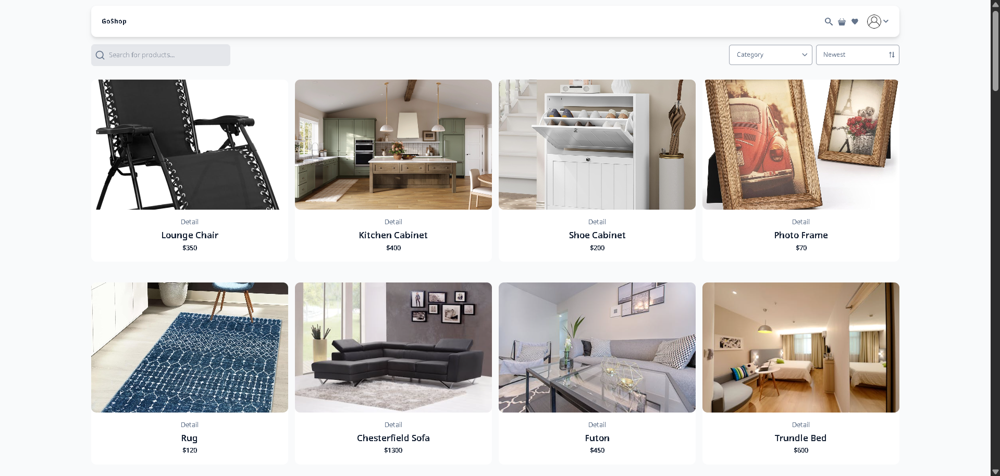 GoShop
Search for products...
Category
Newest
Detail
Lounge Chair
$350
Detail
Kitchen Cabinet
$400
Detail
Shoe Cabinet
$200
Detail
Photo Frame
$70
Detail
Rug
$120
Detail
Chesterfield Sofa
$1300
Detail
Futon
$450
Detail
Trundle Bed
$600